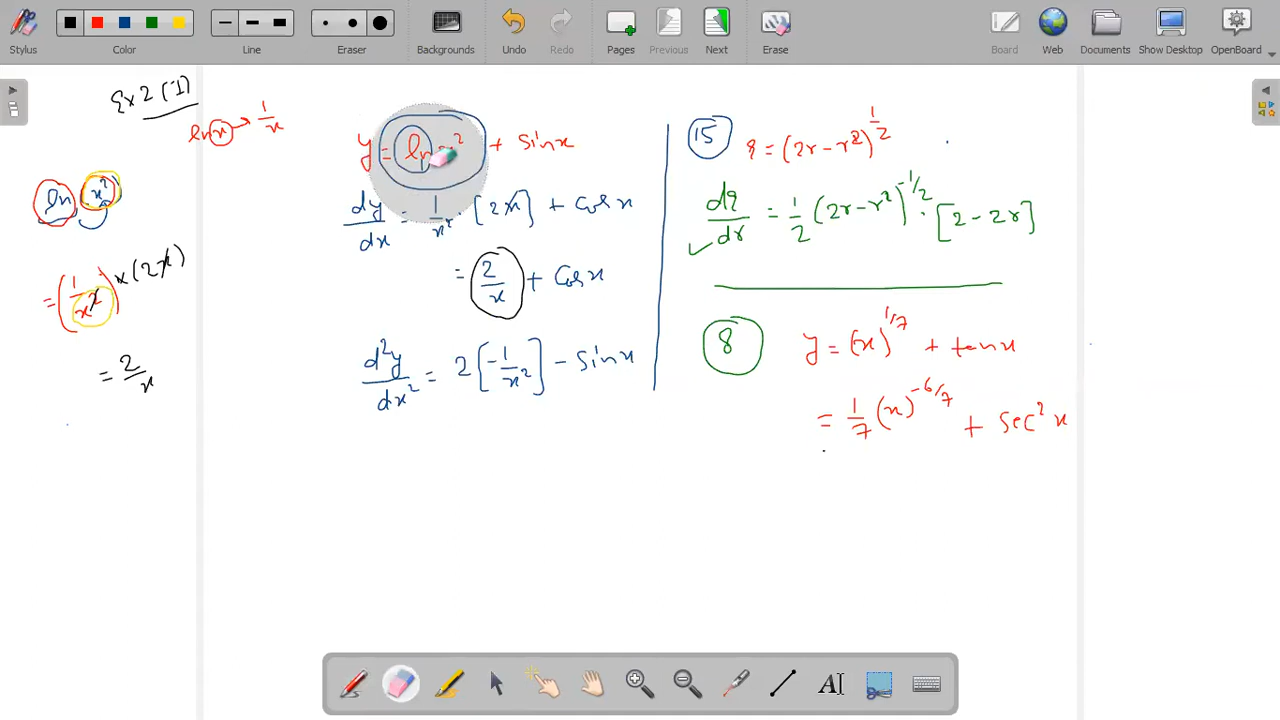 Stylus Color Line Eraser Backgrounds Undo Redo Pages Previous Next Erase Board Web Documents Show Desktop OpenBoard
Ex 2 (I)
ln x → 1/x
ln x²
= (1/x²) × (2x)
= 2/x
y = ln x² + sinx
dy/dx = 1/x² · [2x] + Cos x
= 2/x + Cos x
d²y/dx² = 2 [-1/x²] - sin x
15
q = (2r - r²)^1/2
dq/dr = 1/2 (2r - r²)^-1/2 · [2 - 2r]
8
y = (x)^1/7 + tan x
= 1/7 (x)^-6/7 + sec² x